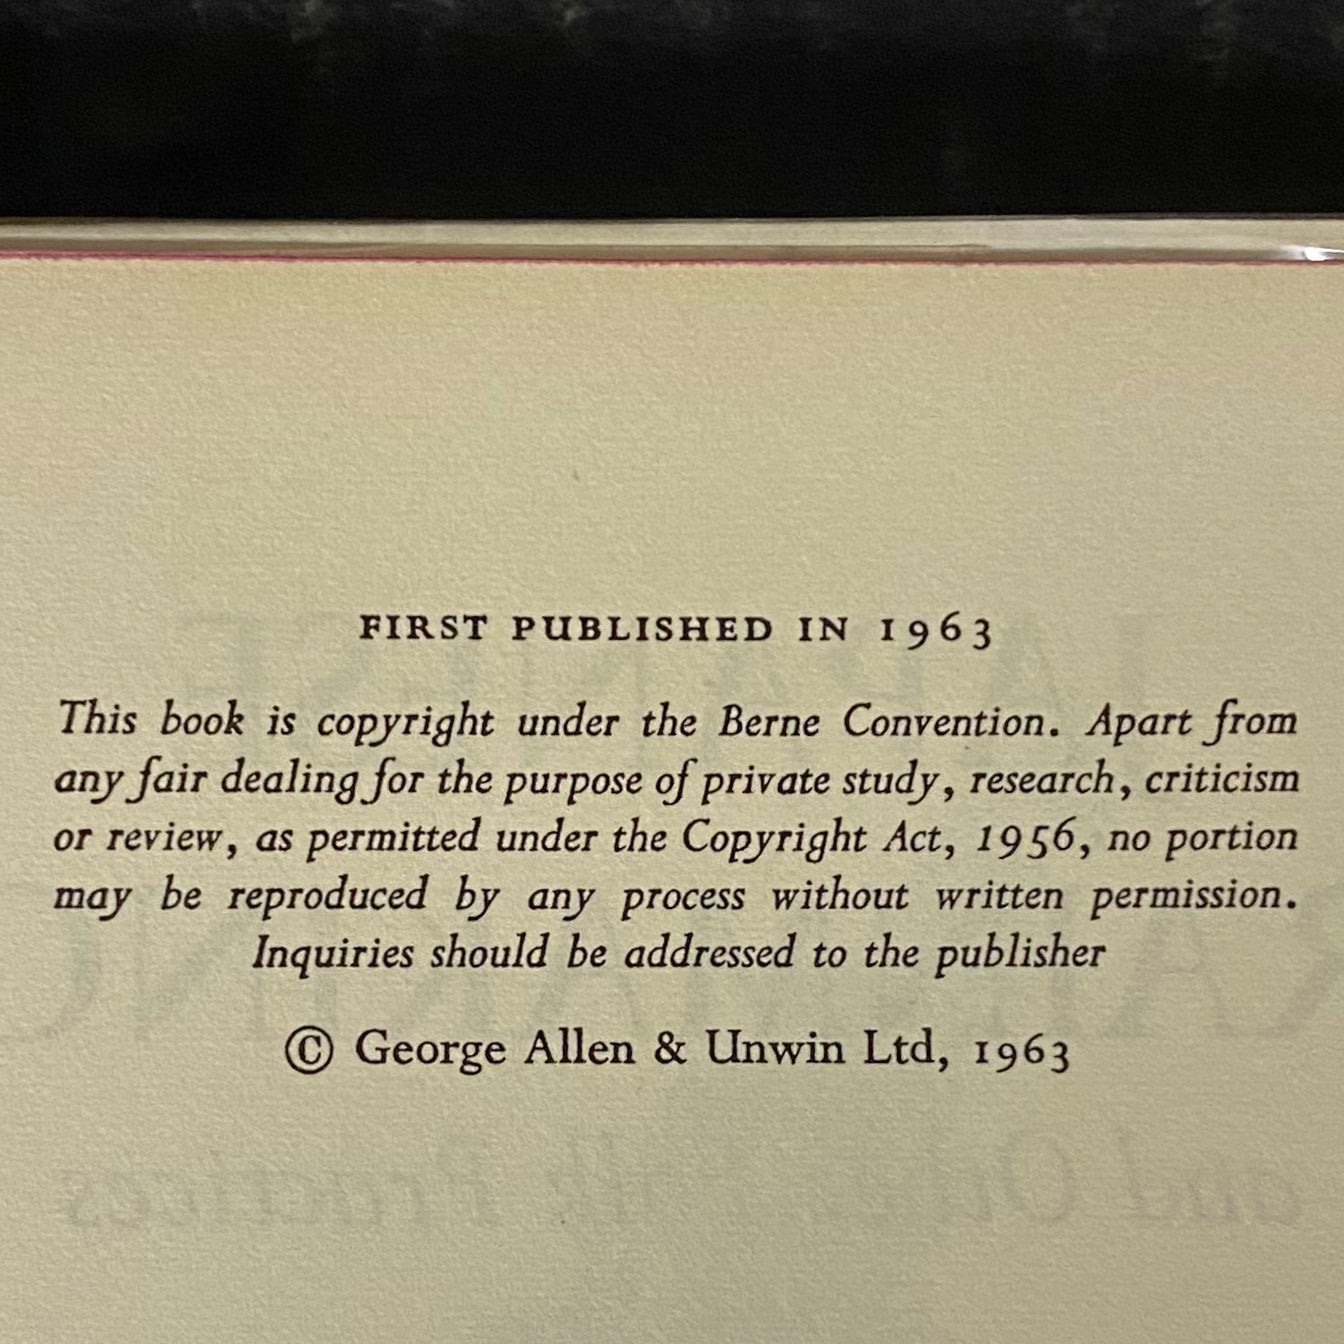 FIRST PUBLISHED IN 1963
This book is copyright under the Berne Convention. Apart from
any fair dealing for the purpose of private study, research, criticism
or review, as permitted under the Copyright Act, 1956, no portion
may be reproduced by any process without written permission.
Inquiries should be addressed to the publisher
© George Allen & Unwin Ltd, 1963